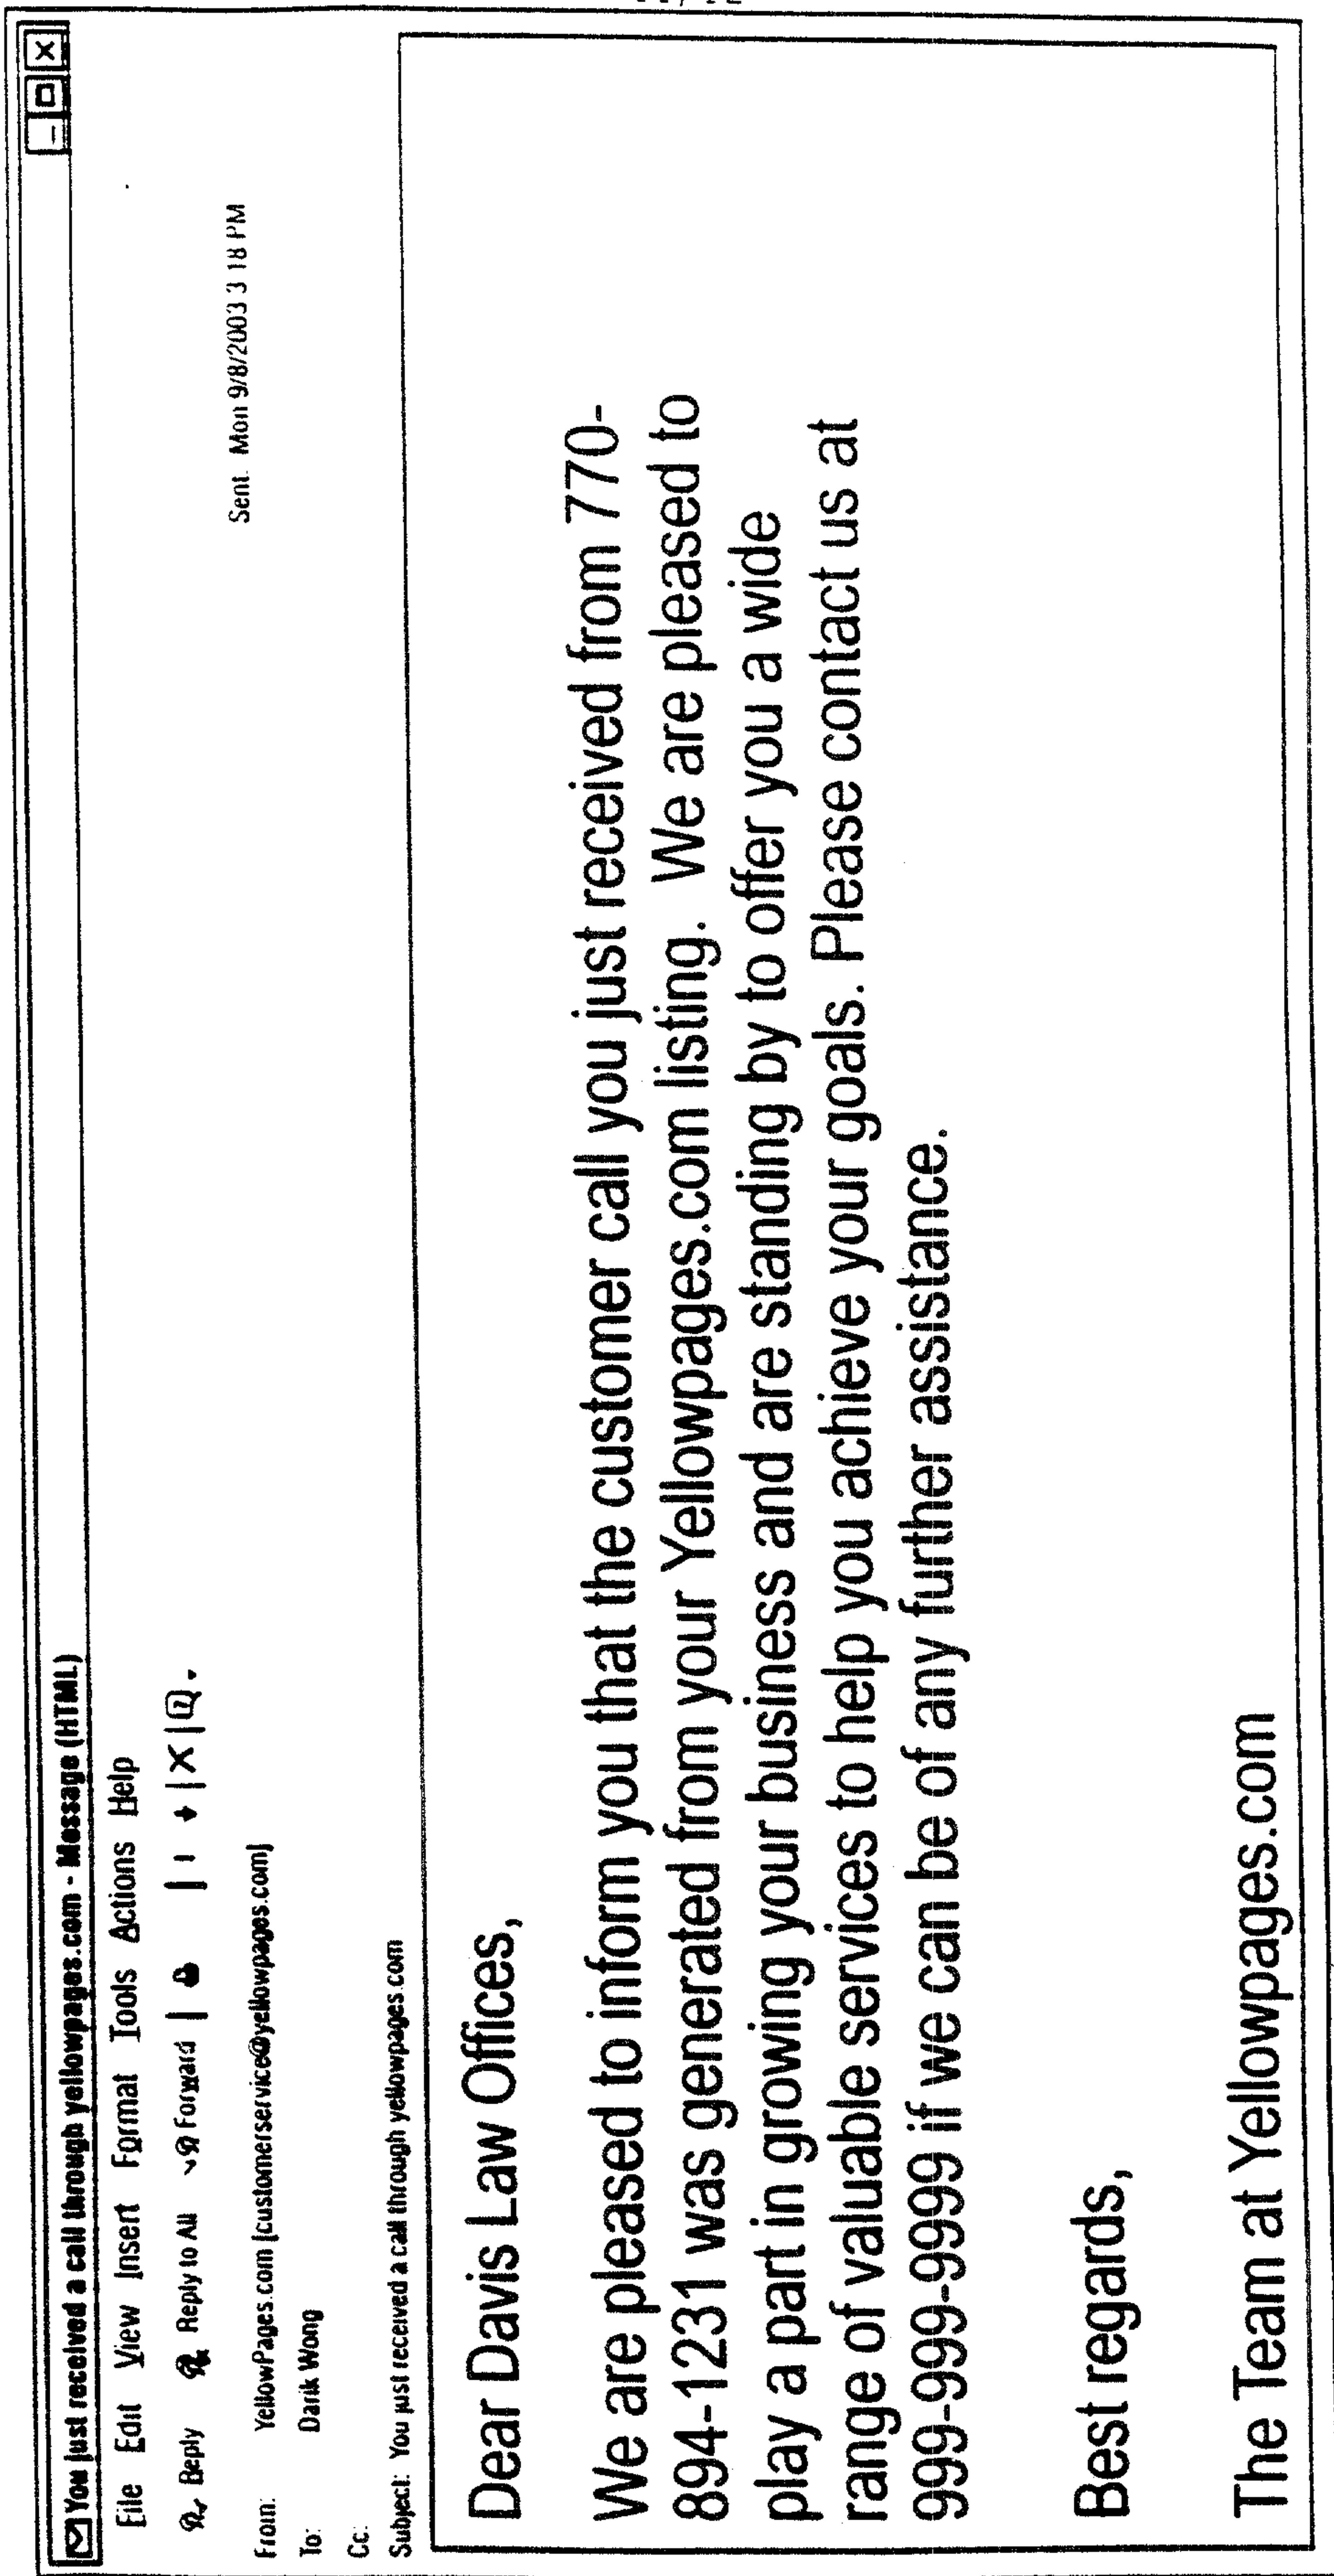 You just received a call through yellowpages.com - Message (HTML)
File Edit View Insert Format Tools Actions Help
Reply Reply to All Forward
From: YellowPages.com [customerservice@yellowpages.com]
Sent. Mon 9/8/2003 3 18 PM
To: Darik Wong
Cc:
Subject: You just received a call through yellowpages.com
Dear Davis Law Offices,
We are pleased to inform you that the customer call you just received from 770-
894-1231 was generated from your Yellowpages.com listing. We are pleased to
play a part in growing your business and are standing by to offer you a wide
range of valuable services to help you achieve your goals. Please contact us at
999-999-9999 if we can be of any further assistance.
Best regards,
The Team at Yellowpages.com